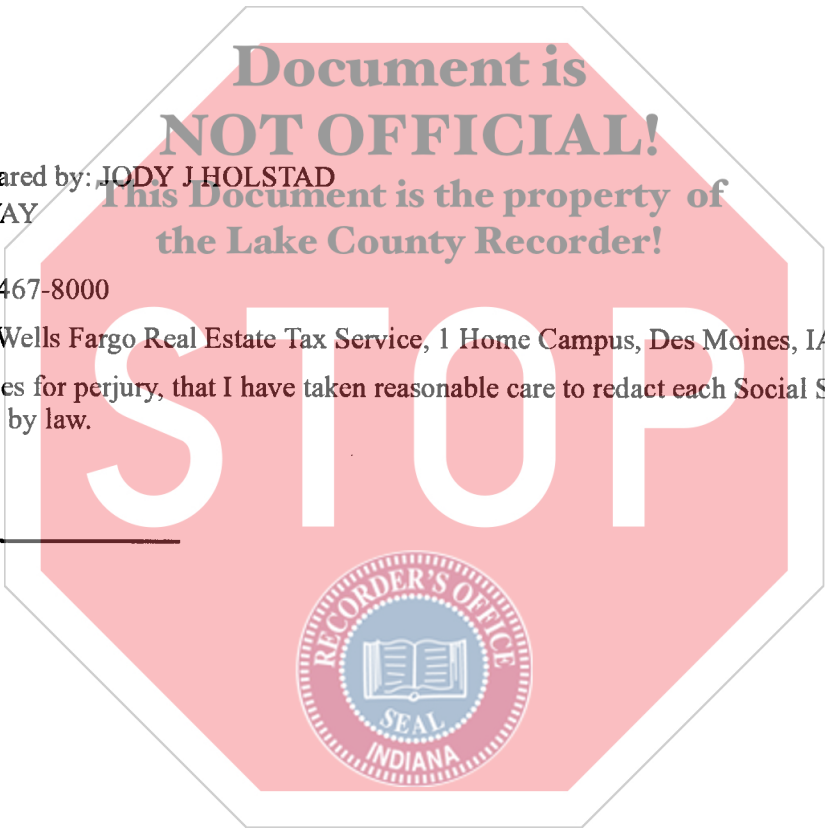 Document is
NOT OFFICIAL!
ared by: JODY J HOLSTAD
This Document is the property of
AY
the Lake County Recorder!
467-8000
Wells Fargo Real Estate Tax Service, 1 Home Campus, Des Moines, IA
es for perjury, that I have taken reasonable care to redact each Social S
by law.
STOP
RECORDER'S OFFICE
SEAL
INDIANA